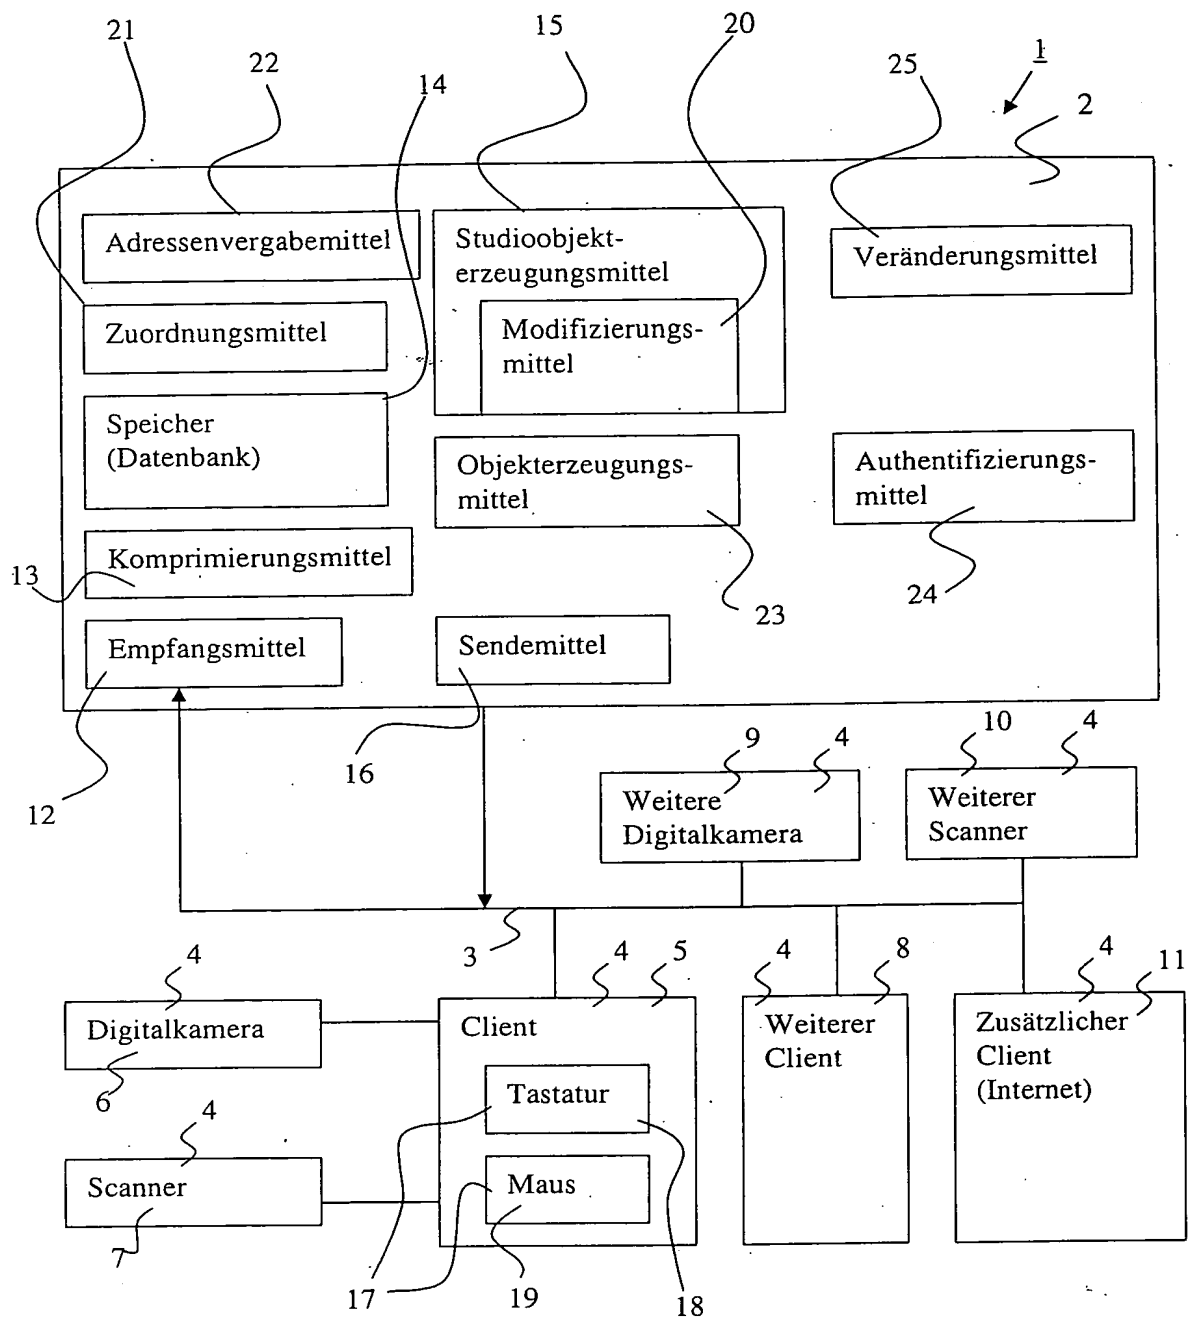 21
22
14
15
20
25
1
2
Adressenvergabemittel
Studioobjekt-
erzeugungsmittel
Veränderungsmittel
Zuordnungsmittel
Modifizierungs-
mittel
Speicher
(Datenbank)
Objekterzeugungs-
mittel
Authentifizierungs-
mittel
Komprimierungsmittel
13
23
24
Empfangsmittel
Sendemittel
12
16
9
4
10
4
Weitere
Digitalkamera
Weiterer
Scanner
3
4
4
5
4
8
4
11
Digitalkamera
6
Client
Weiterer
Client
Zusätzlicher
Client
(Internet)
Tastatur
4
Scanner
7
Maus
17
19
18